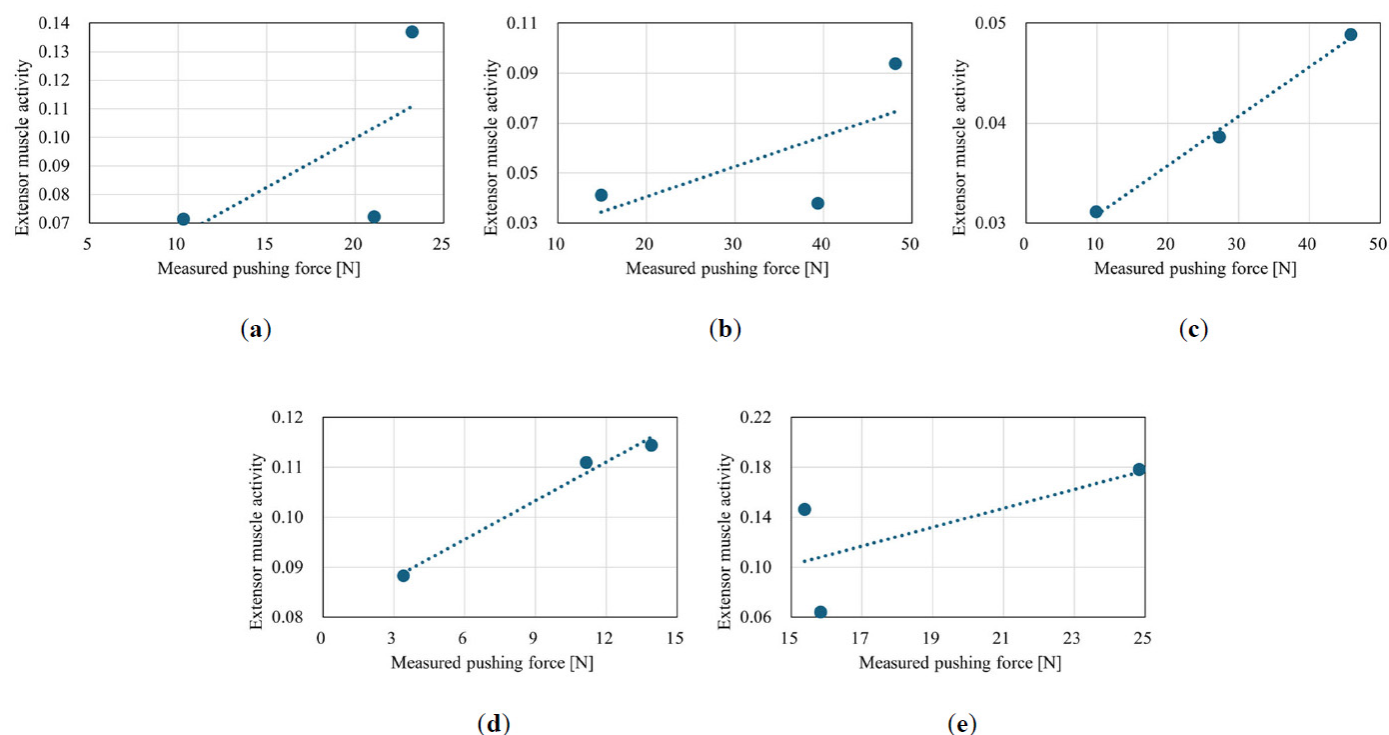 Extensor muscle activity
0.14
0.13
0.12
0.11
0.10
0.09
0.08
0.07
5 10 15 20 25
Measured pushing force [N]
(a)
Extensor muscle activity
0.11
0.09
0.07
0.05
0.03
10 20 30 40 50
Measured pushing force [N]
(b)
Extensor muscle activity
0.05
0.04
0.03
0 10 20 30 40 50
Measured pushing force [N]
(c)
Extensor muscle activity
0.12
0.11
0.10
0.09
0.08
0 3 6 9 12 15
Measured pushing force [N]
(d)
Extensor muscle activity
0.22
0.18
0.14
0.10
0.06
15 17 19 21 23 25
Measured pushing force [N]
(e)